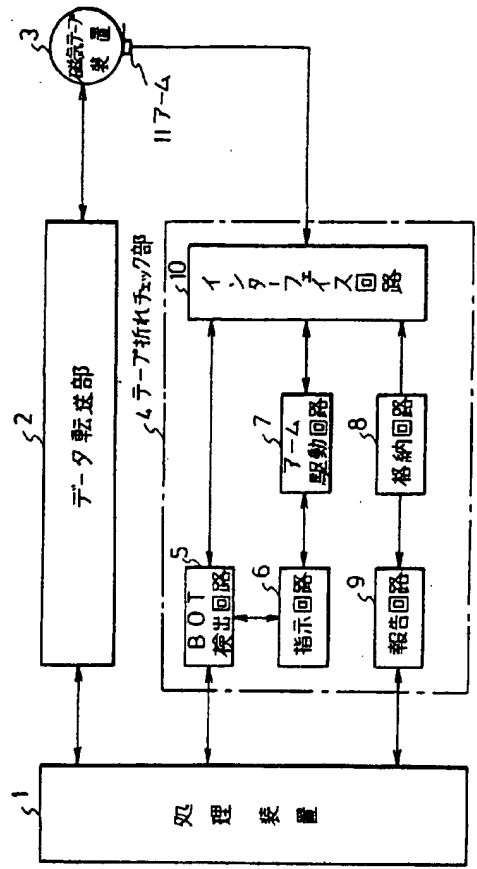 1
処理装置
2
データ転送部
3
磁気テープ
装置
11 アーム
4 テープ折れチェック部
5
BOT
検出回路
6
指示回路
7
アーム
駆動回路
8
格納回路
9
報告回路
10
インターフェイス回路